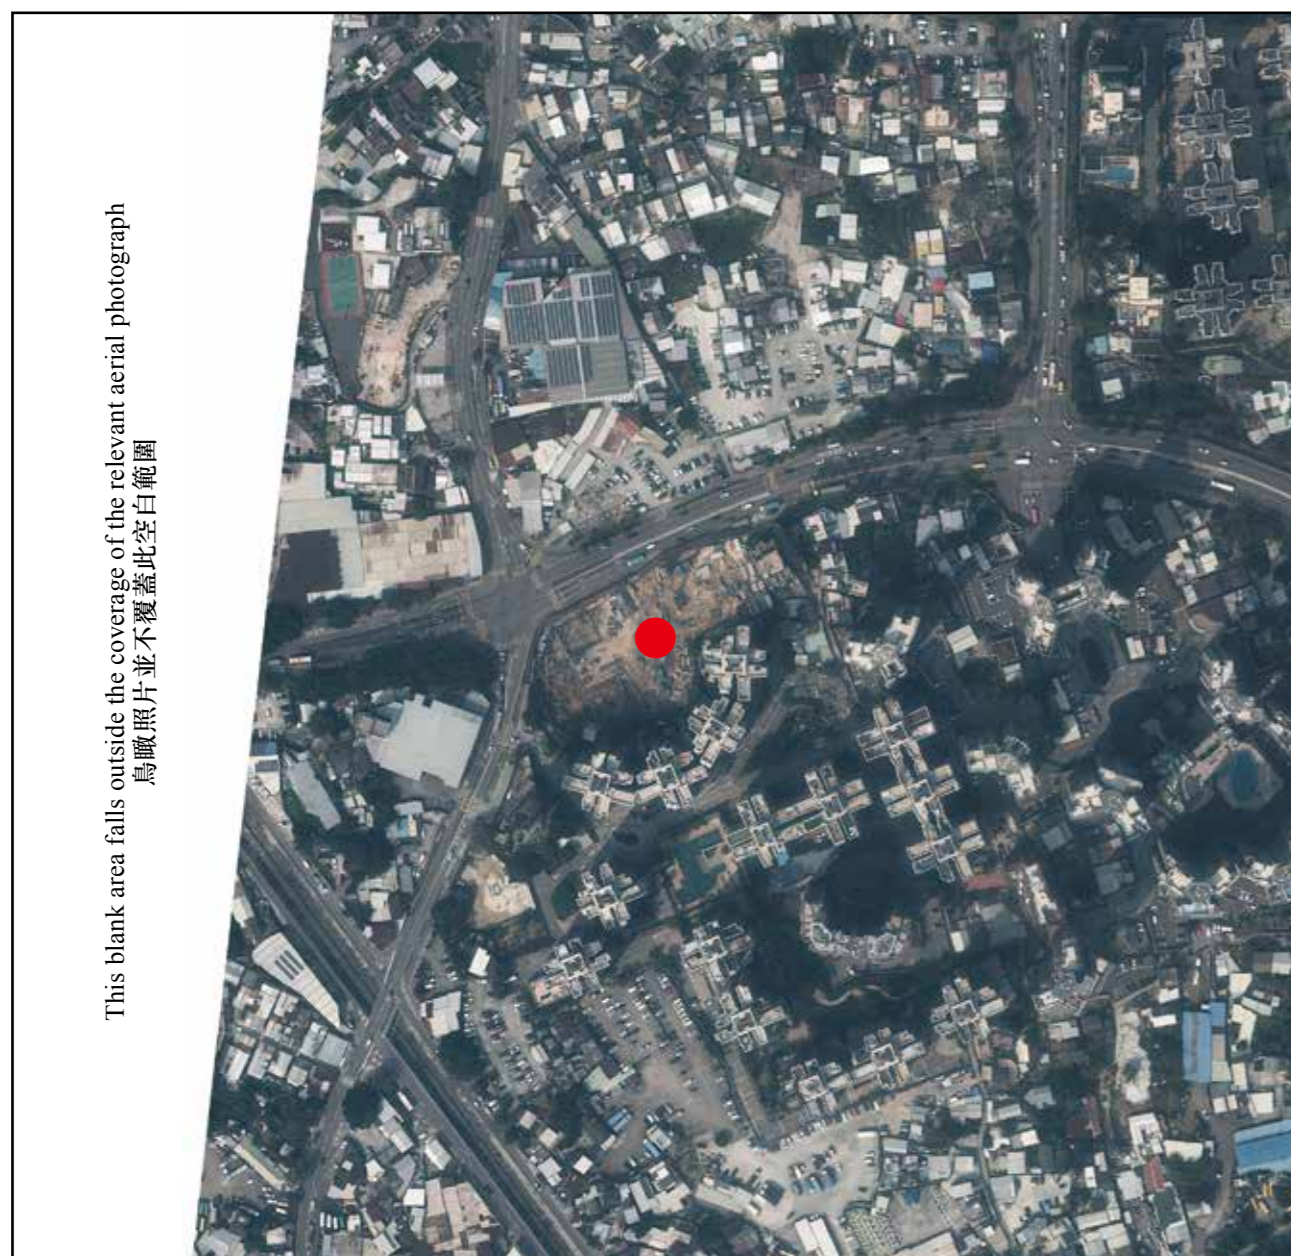 This blank area falls outside the coverage of the relevant aerial photograph
鳥瞰照片並不覆蓋此空白範圍